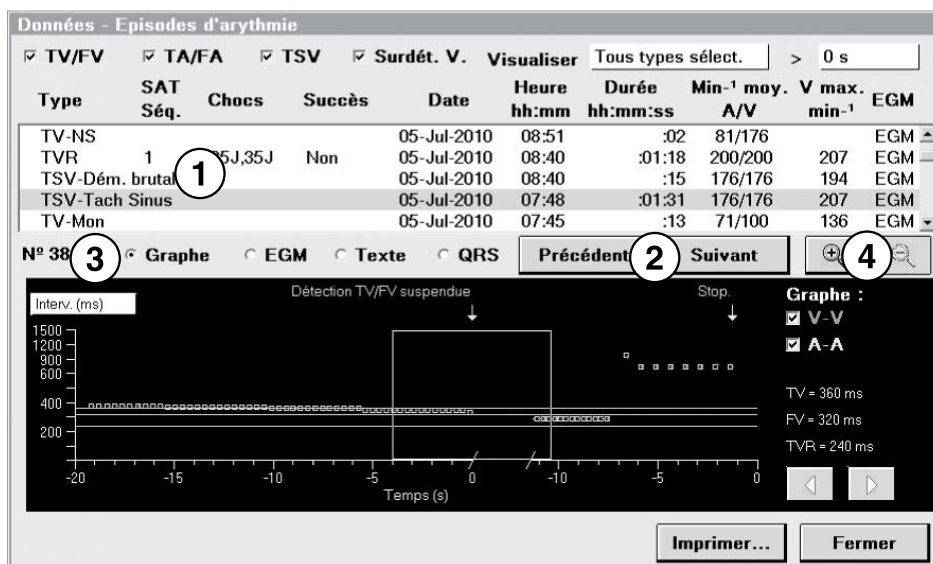 Données - Episodes d'arythmie
TV/FV TA/FA TSV Surdét. V. Visualiser Tous types sélect. > 0 s
Type SAT Séq. Chocs Succès Date Heure hh:mm Durée hh:mm:ss Min-¹ moy. A/V V max. min-¹ EGM
TV-NS 05-Jul-2010 08:51 :02 81/176 EGM
TVR 1 35J,35J Non 05-Jul-2010 08:40 :01:18 200/200 207 EGM
TSV-Dém. brutal 05-Jul-2010 08:40 :15 176/176 194 EGM
TSV-Tach Sinus 05-Jul-2010 07:48 :01:31 176/176 207 EGM
TV-Mon 05-Jul-2010 07:45 :13 71/100 136 EGM
1
Nº 38 3 Graphe EGM Texte QRS Précédent 2 Suivant 4
Interv. (ms) Détection TV/FV suspendue Stop. Graphe :
V-V
A-A
1500
1200
900
600
400
200
TV = 360 ms
FV = 320 ms
TVR = 240 ms
-20 -15 -10 -5 0 -10 -5 0
Temps (s)
Imprimer... Fermer